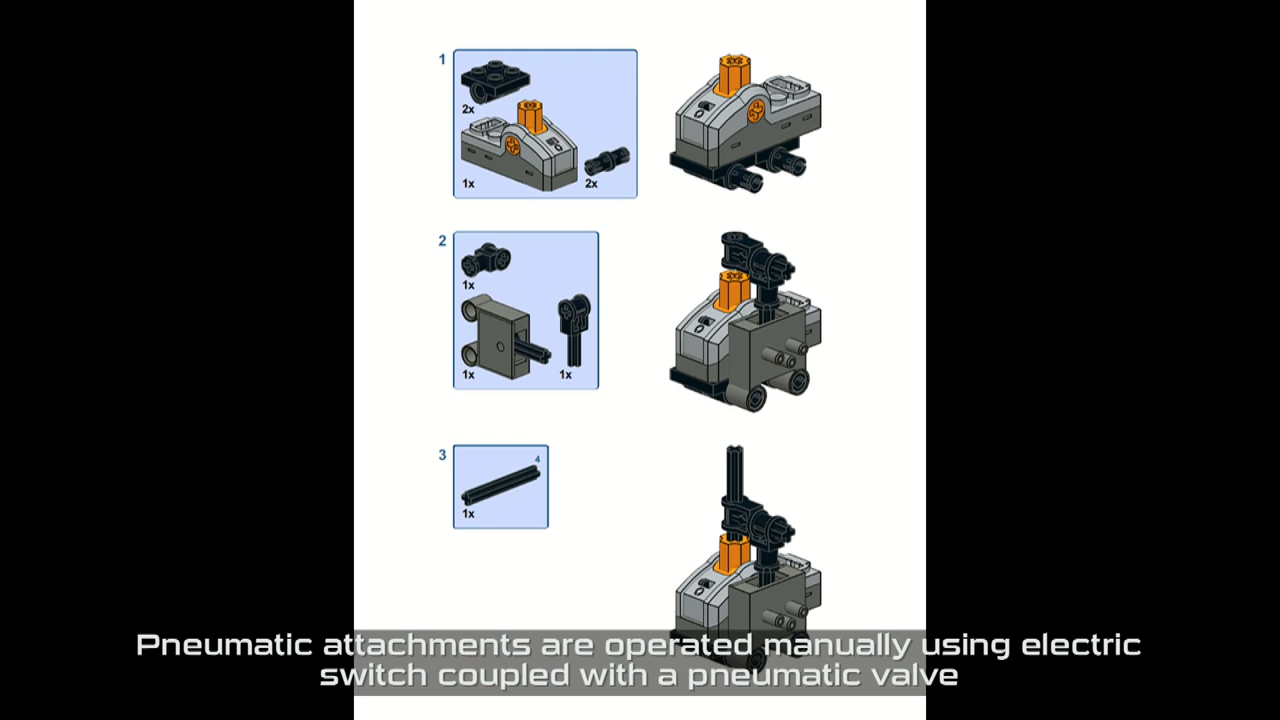 1
2x
1x
2x
2
1x
1x
1x
3
4
1x
Pneumatic attachments are operated manually using electric
switch coupled with a pneumatic valve